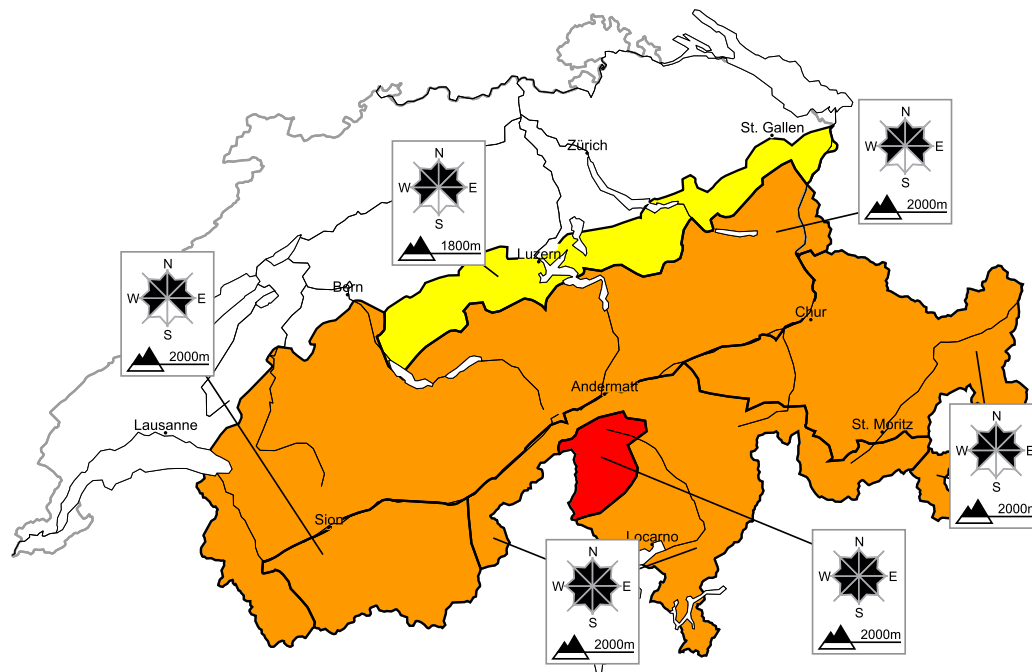 St. Gallen
Zürich
N
W E
S
2000m
N
W E
S
1800m
Luzern
N
W E
S
2000m
Bern
Chur
Andermatt
Lausanne
St. Moritz
N
W E
S
2000m
Sion
Locarno
N
W E
S
2000m
N
W E
S
2000m